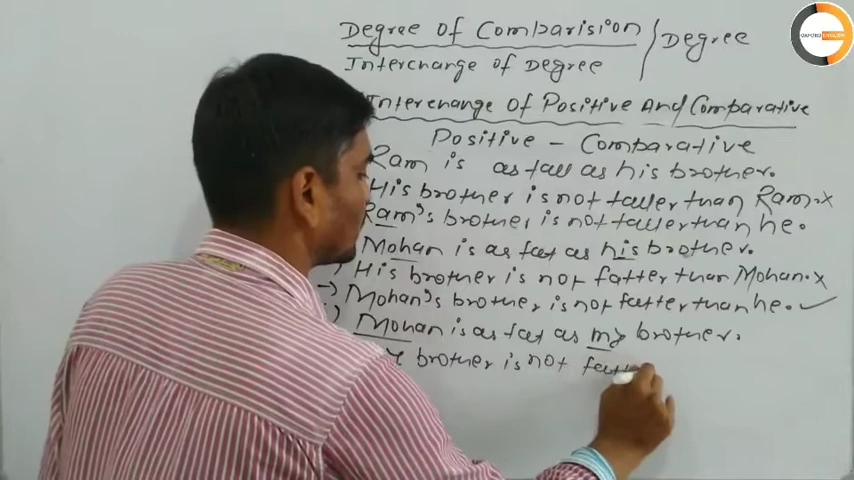 Degree of Comparision / Degree
Interchange of Degree
Interchange of Positive And Comparative
Positive - Comparative
Ram is as tall as his brother.
His brother is not taller than Ram. x
Ram's brother is not taller than he.
Mohan is as fat as his brother.
) His brother is not fatter than Mohan. x
→ Mohan's brother is not fatter than he. ✓
) Mohan is as fat as my brother.
brother is not fatt
OXFORD ENGLISH